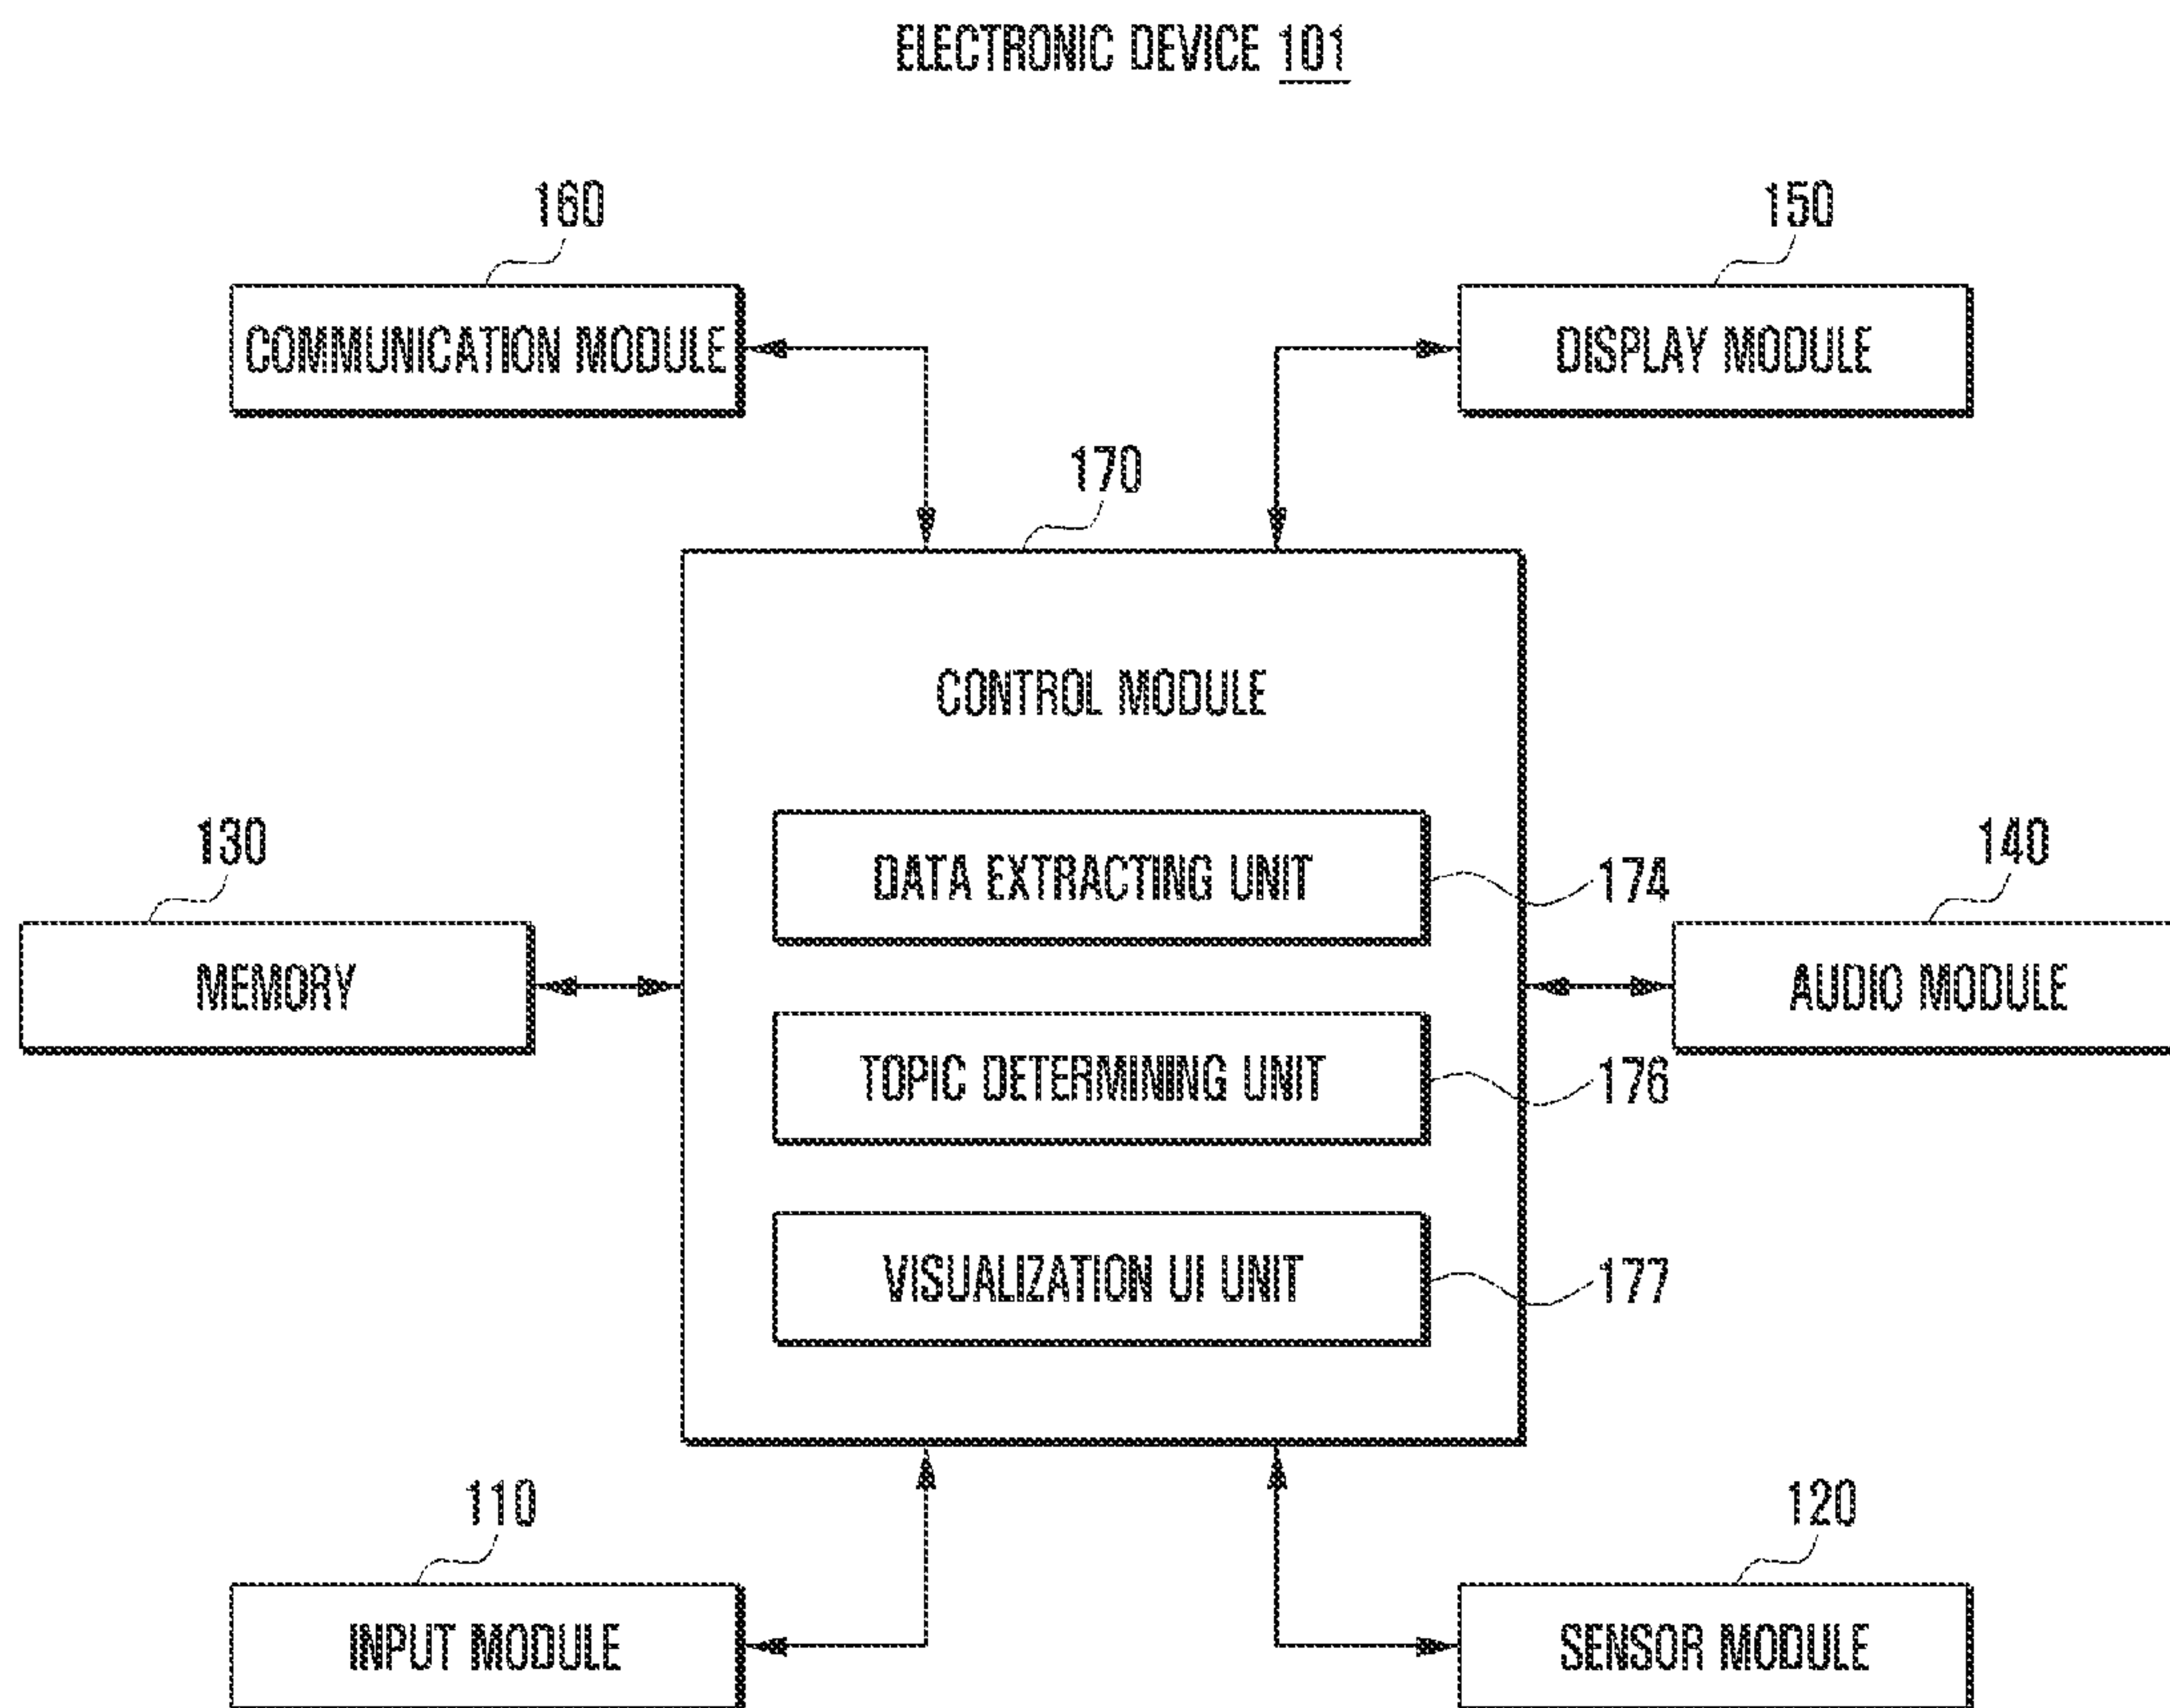 ELECTRONIC DEVICE 101
160
150
COMMUNICATION MODULE
DISPLAY MODULE
170
CONTROL MODULE
130
140
DATA EXTRACTING UNIT
174
MEMORY
AUDIO MODULE
TOPIC DETERMINING UNIT
176
VISUALIZATION UI UNIT
177
110
120
INPUT MODULE
SENSOR MODULE